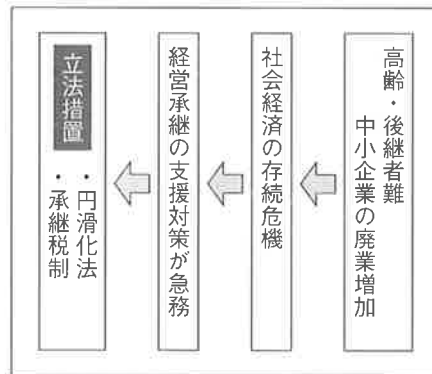 高齢・後継者難
中小企業の廃業増加
社会経済の存続危機
経営承継の支援対策が急務
立法措置
・円滑化法
・承継税制